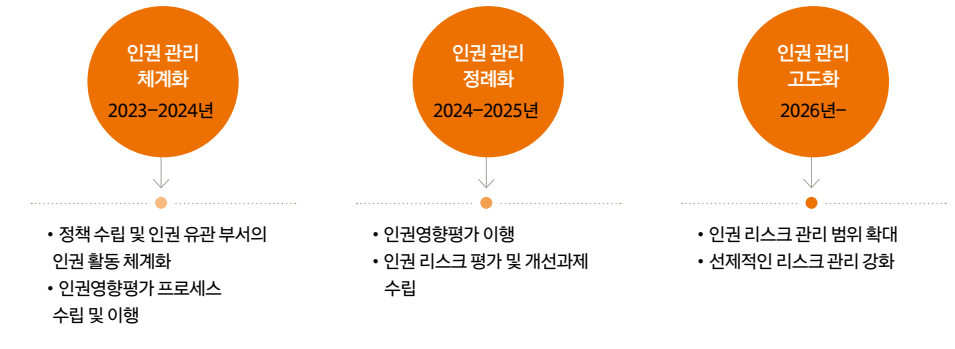 인권 관리
체계화
2023–2024년
• 정책 수립 및 인권 유관 부서의
인권 활동 체계화
• 인권영향평가 프로세스
수립 및 이행
인권 관리
정례화
2024–2025년
• 인권영향평가 이행
• 인권 리스크 평가 및 개선과제
수립
인권 관리
고도화
2026년–
• 인권 리스크 관리 범위 확대
• 선제적인 리스크 관리 강화